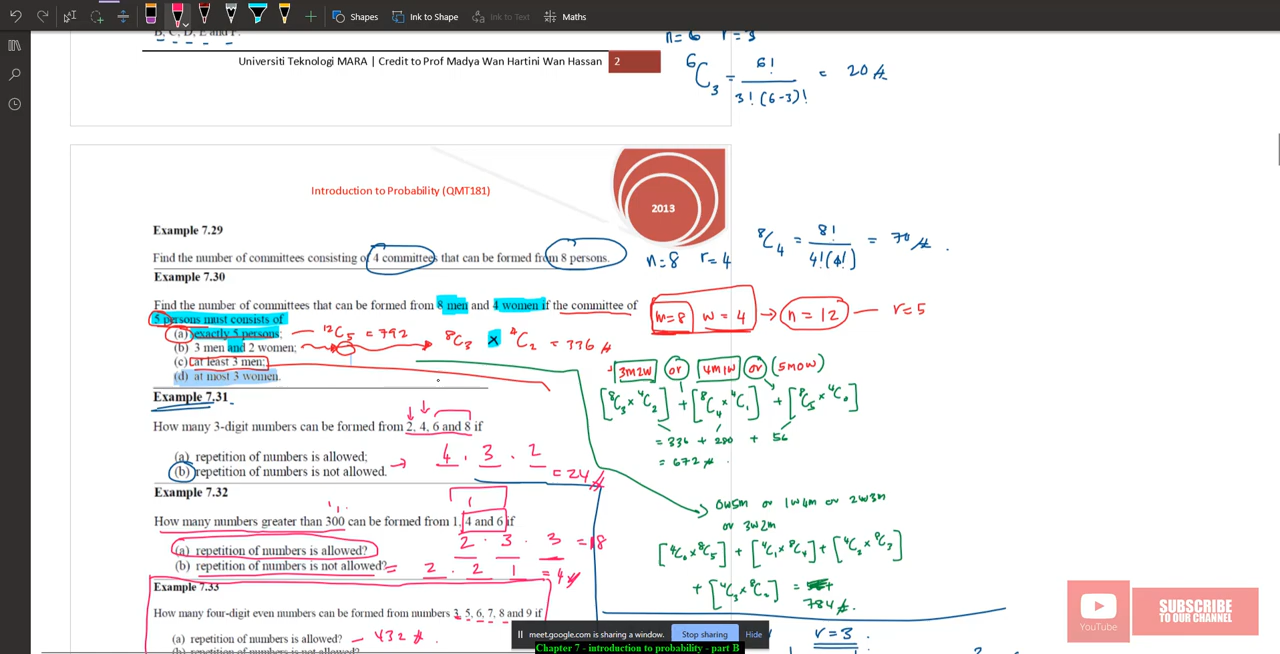 Shapes Ink to Shape Ink to Text Maths
B, C, D, E and F.
n=6 r=3
Universiti Teknologi MARA | Credit to Prof Madya Wan Hartini Wan Hassan 2
⁶C₃ = 6! / 3!(6-3)! = 20
Introduction to Probability (QMT181)
2013
Example 7.29
Find the number of committees consisting of 4 committees that can be formed from 8 persons.
n=8 r=4
⁸C₄ = 8! / 4!(4!) = 70
Example 7.30
Find the number of committees that can be formed from 8 men and 4 women if the committee of
5 persons must consists of
m=8 w=4 → n=12 — r=5
(a) exactly 5 persons;
¹²C₅ = 792
(b) 3 men and 2 women;
⁸C₃ × ⁴C₂ = 336
(c) at least 3 men;
3M2W or 4M1W or (5M0W)
(d) at most 3 women.
[⁸C₃ × ⁴C₂] + [⁸C₄ × ⁴C₁] + [⁸C₅ × ⁴C₀]
= 336 + 280 + 56
= 672
Example 7.31
How many 3-digit numbers can be formed from 2, 4, 6 and 8 if
(a) repetition of numbers is allowed;
(b) repetition of numbers is not allowed.
→ 4 . 3 . 2 = 24
0W5M or 1W4M or 2W3M
or 3W2M
[⁴C₀ × ⁸C₅] + [⁴C₁ × ⁸C₄] + [⁴C₂ × ⁸C₃]
+ [⁴C₃ × ⁸C₂] =
784
Example 7.32
How many numbers greater than 300 can be formed from 1, 4 and 6 if
(a) repetition of numbers is allowed?
2 . 3 . 3 = 18
(b) repetition of numbers is not allowed?
= 2 . 2 1 = 4
Example 7.33
How many four-digit even numbers can be formed from numbers 3, 5, 6, 7, 8 and 9 if
(a) repetition of numbers is allowed?
— 432
r=3
meet.google.com is sharing a window. Stop sharing Hide
Chapter 7 - introduction to probability - part B
YouTube
SUBSCRIBE
TO OUR CHANNEL